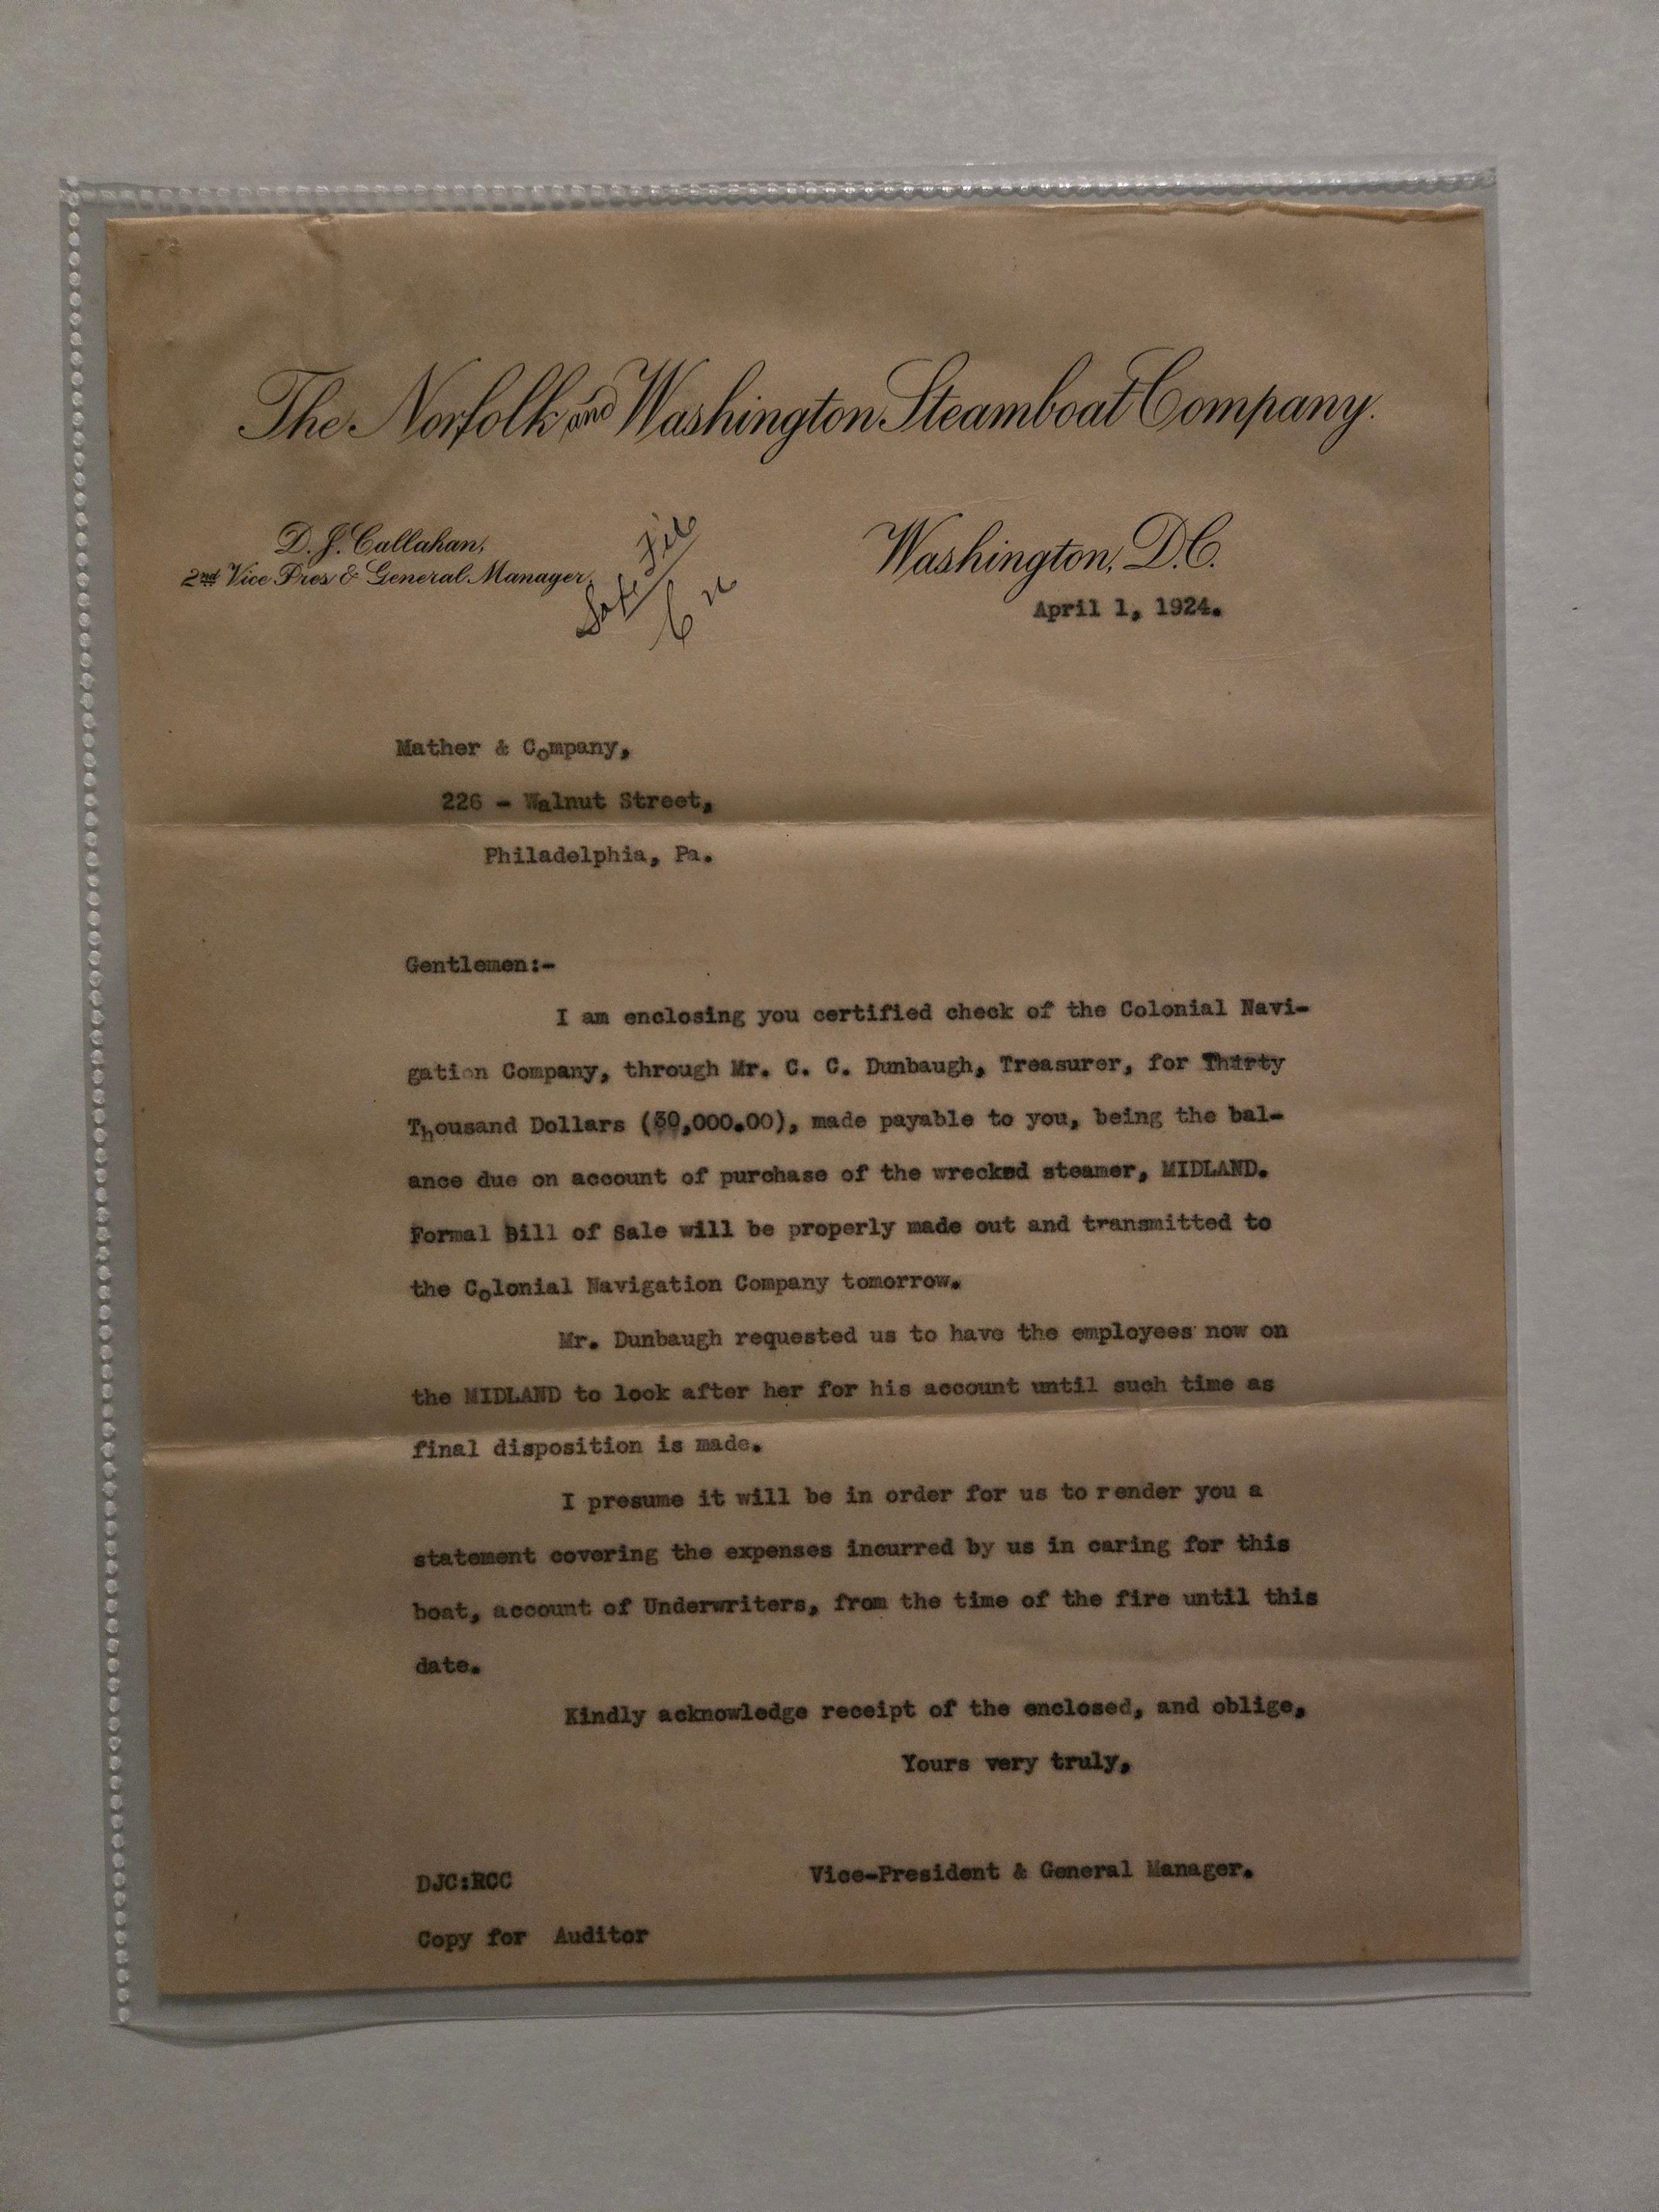 The Norfolk and Washington Steamboat Company.
D. J. Callahan,
2nd Vice Pres & General Manager.
Safe File
Washington, D.C.
April 1, 1924.
Mather & Company,
226 - Walnut Street,
Philadelphia, Pa.
Gentlemen:-
I am enclosing you certified check of the Colonial Navi-
gation Company, through Mr. C. C. Dunbaugh, Treasurer, for Thirty
Thousand Dollars (30,000.00), made payable to you, being the bal-
ance due on account of purchase of the wrecked steamer, MIDLAND.
Formal Bill of Sale will be properly made out and transmitted to
the Colonial Navigation Company tomorrow.
Mr. Dunbaugh requested us to have the employees now on
the MIDLAND to look after her for his account until such time as
final disposition is made.
I presume it will be in order for us to render you a
statement covering the expenses incurred by us in caring for this
boat, account of Underwriters, from the time of the fire until this
date.
Kindly acknowledge receipt of the enclosed, and oblige,
Yours very truly,
Vice-President & General Manager.
DJC:RCC
Copy for Auditor